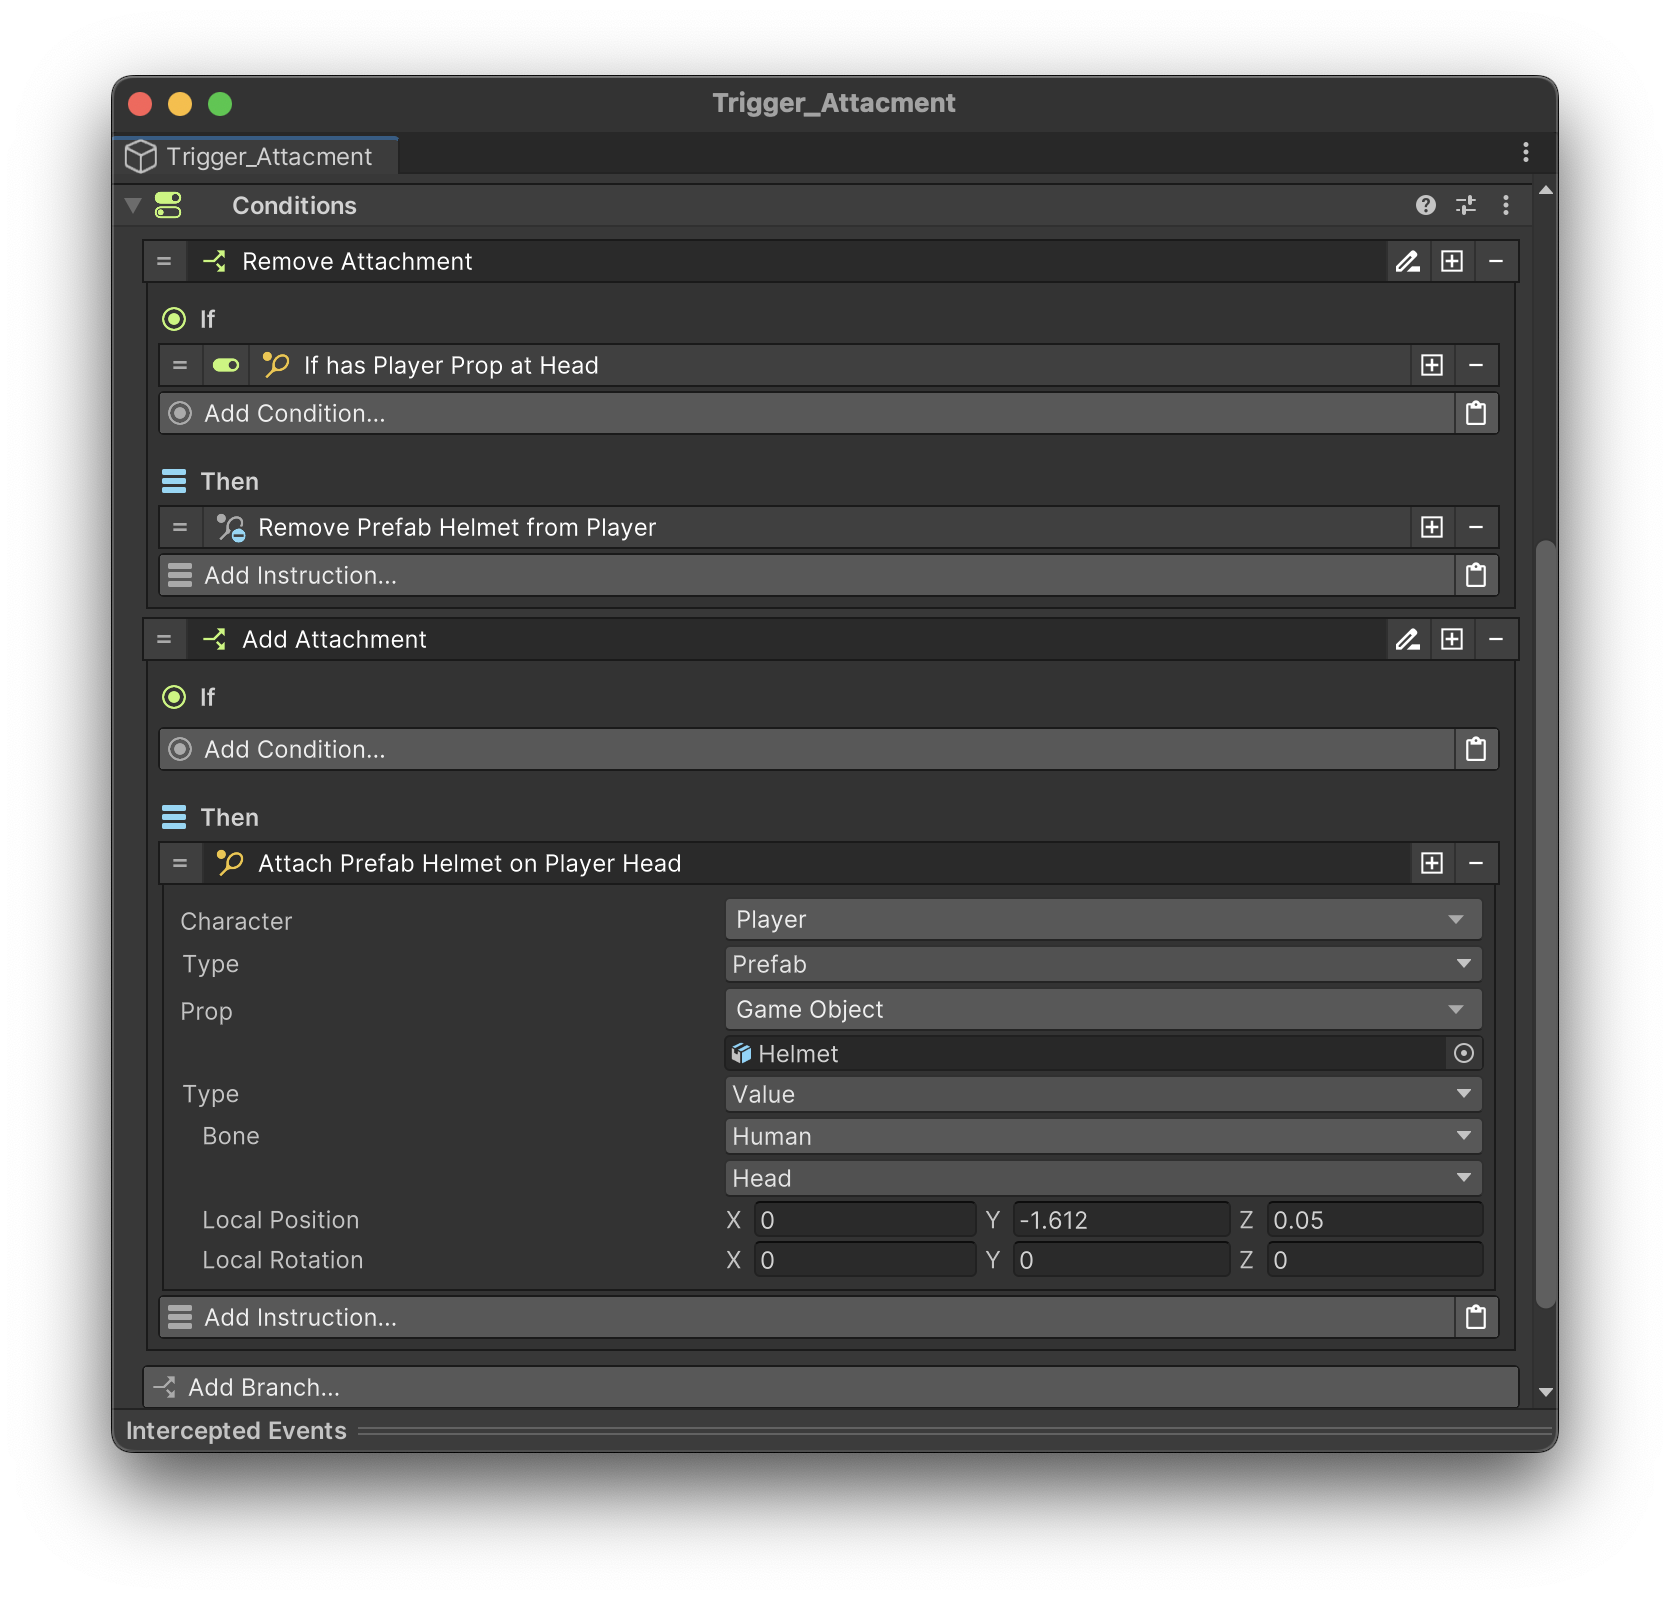 Trigger_Attacment
Trigger_Attacment
Conditions
Remove Attachment
If
If has Player Prop at Head
Add Condition...
Then
Remove Prefab Helmet from Player
Add Instruction...
Add Attachment
If
Add Condition...
Then
Attach Prefab Helmet on Player Head
Character Player
Type Prefab
Prop Game Object
Helmet
Type Value
Bone Human
Head
Local Position X 0 Y -1.612 Z 0.05
Local Rotation X 0 Y 0 Z 0
Add Instruction...
Add Branch...
Intercepted Events